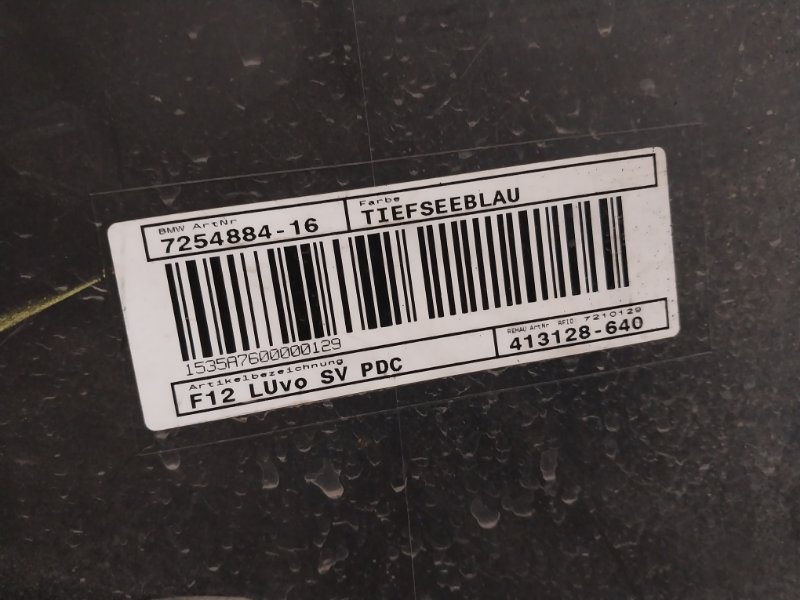 BMW ArtNr
7254884-16
Farbe
TIEFSEEBLAU
1535A7600000129
Artikelbezeichnung
F12 LUvo SV PDC
REHAU ArtNr RFID: 7210129
413128-640